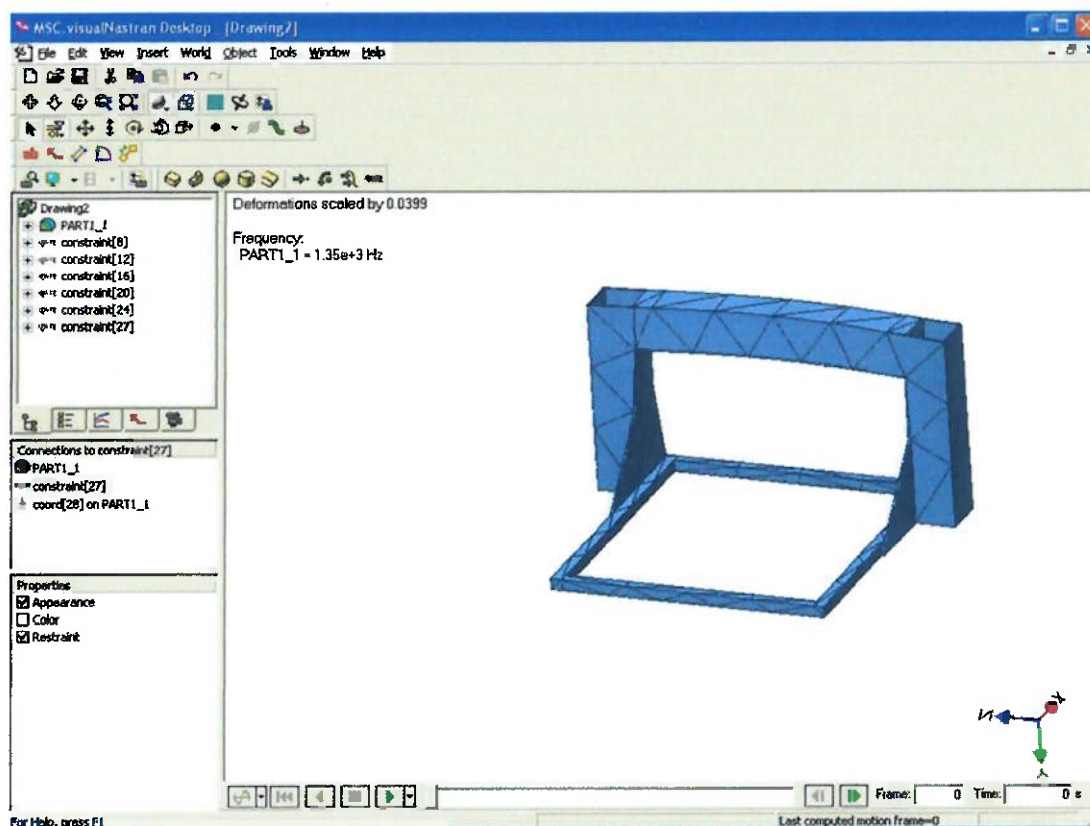 MSC.visualNastran Desktop [Drawing2]
File Edit View Insert World Object Tools Window Help
Drawing2
PART1_1
constraint[8]
constraint[12]
constraint[16]
constraint[20]
constraint[24]
constraint[27]
Connections to constraint[27]
PART1_1
constraint[27]
coord[28] on PART1_1
Properties
Appearance
Color
Restraint
Deformations scaled by 0.0399
Frequency:
PART1_1 = 1.35e+3 Hz
X
Z
Y
Frame: 0 Time: 0 s
For Help, press F1
Last computed motion frame=0